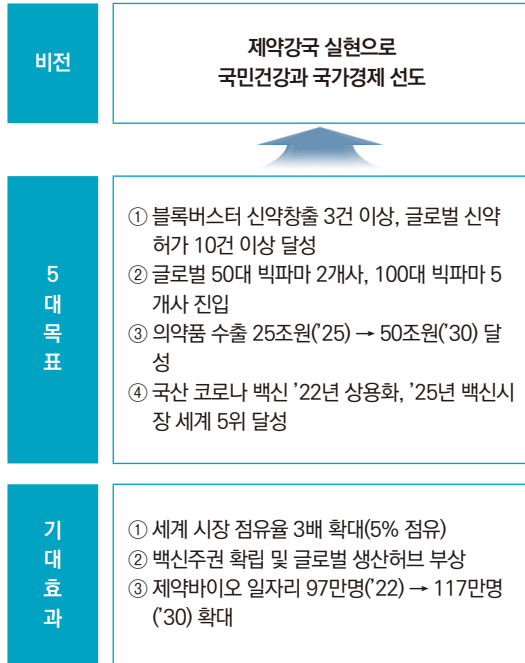 비전
제약강국 실현으로
국민건강과 국가경제 선도
5
대
목
표
① 블록버스터 신약창출 3건 이상, 글로벌 신약
허가 10건 이상 달성
② 글로벌 50대 빅파마 2개사, 100대 빅파마 5
개사 진입
③ 의약품 수출 25조원(’25) → 50조원(’30) 달
성
④ 국산 코로나 백신 ’22년 상용화, ’25년 백신시
장 세계 5위 달성
기
대
효
과
① 세계 시장 점유율 3배 확대(5% 점유)
② 백신주권 확립 및 글로벌 생산허브 부상
③ 제약바이오 일자리 97만명(’22) → 117만명
(’30) 확대